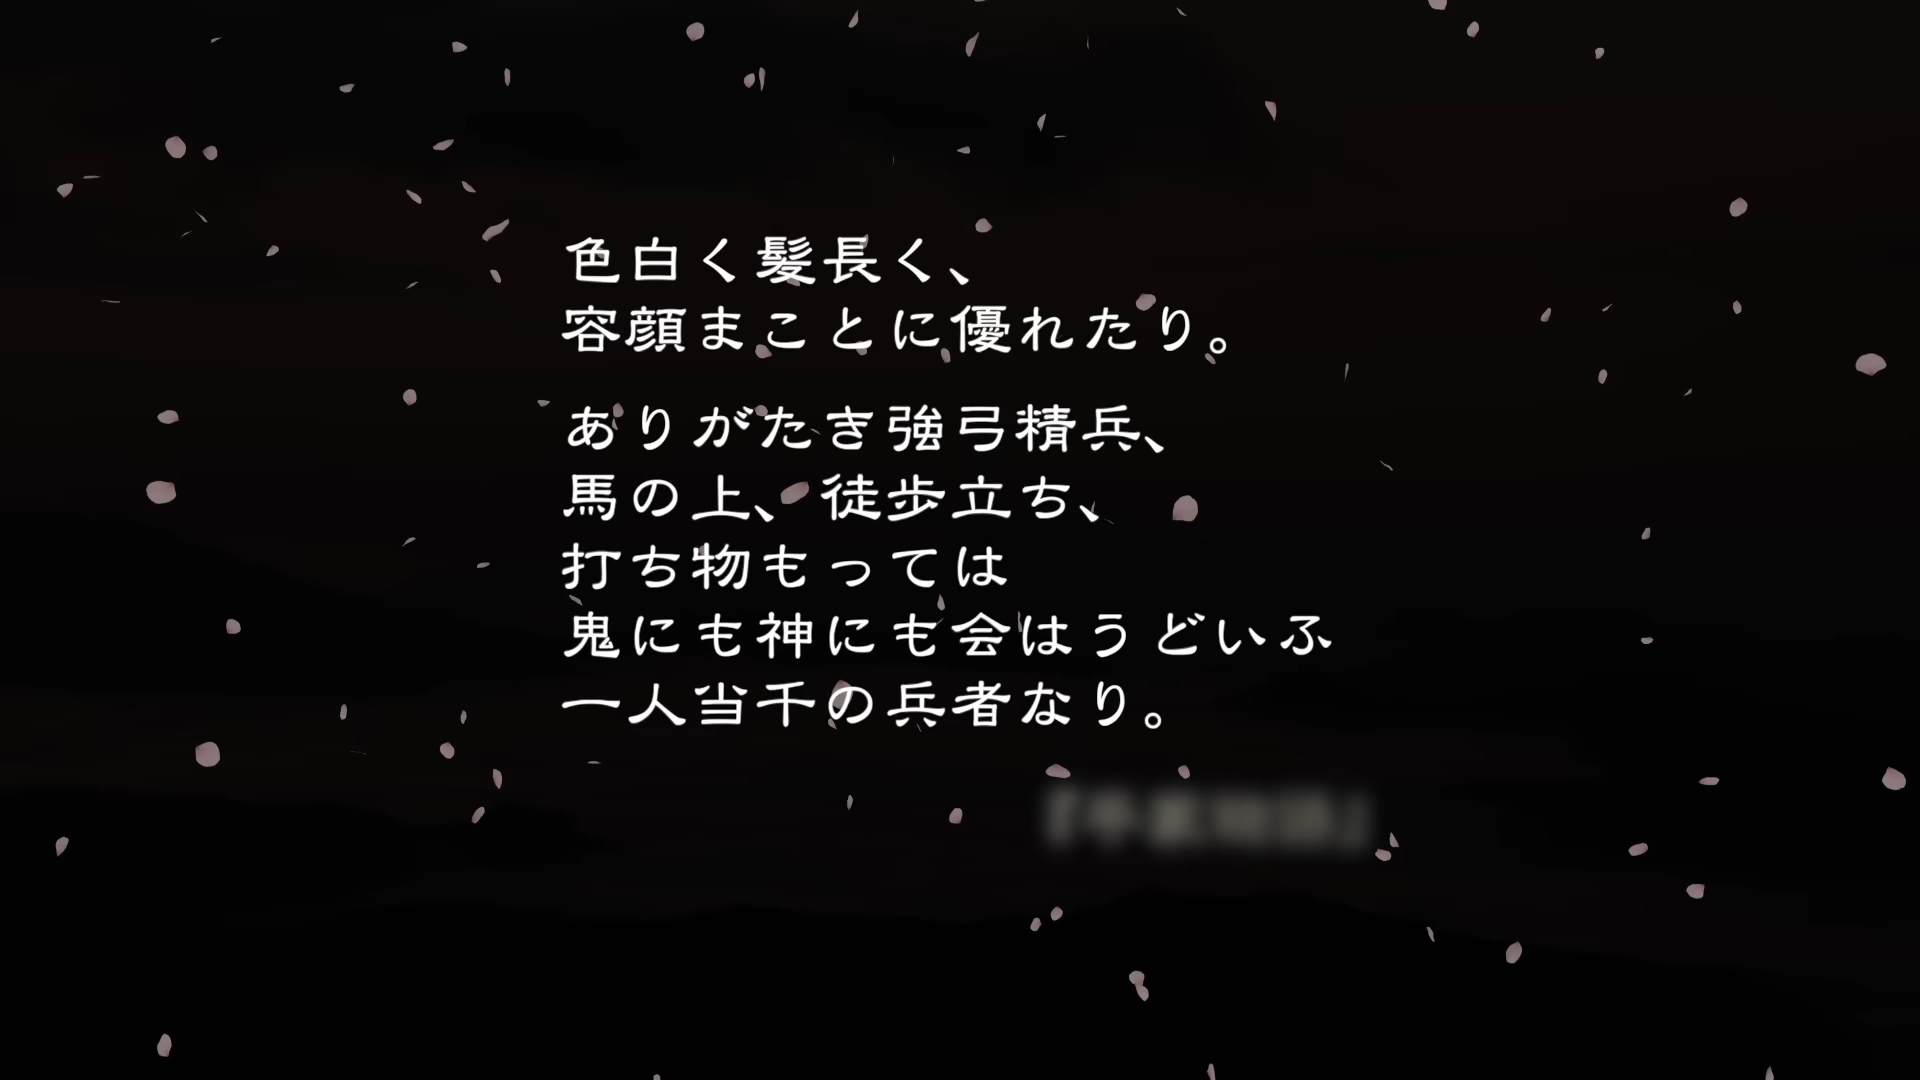 色白く髪長く、
容顔まことに優れたり。
ありがたき強弓精兵、
馬の上、徒歩立ち、
打ち物もっては
鬼にも神にも会はうどいふ
一人当千の兵者なり。